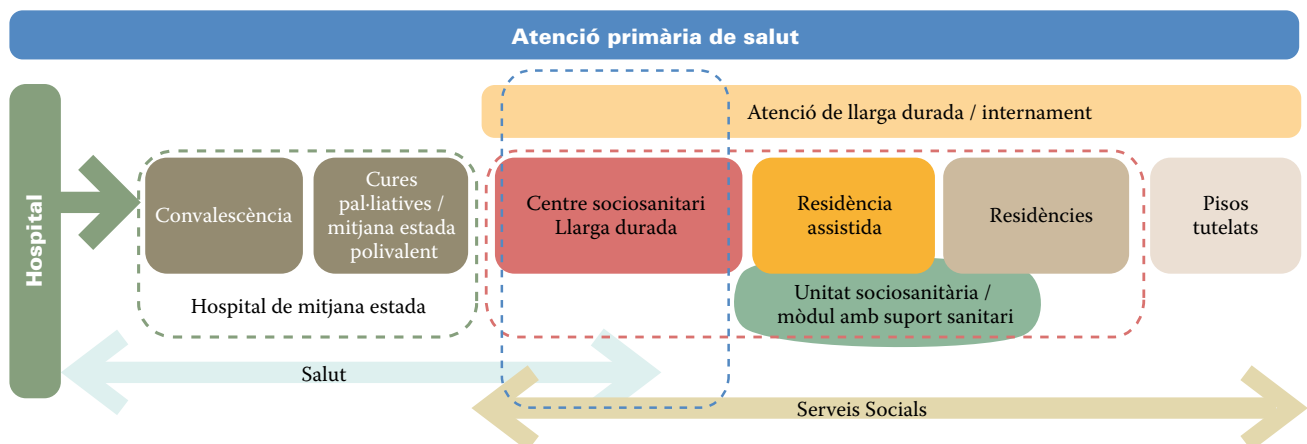 Atenció primària de salut
Hospital
Atenció de llarga durada / internament
Convalescència
Cures
pal·liatives /
mitjana estada
polivalent
Centre sociosanitari
Llarga durada
Residència
assistida
Residències
Pisos
tutelats
Hospital de mitjana estada
Unitat sociosanitària /
mòdul amb suport sanitari
Salut
Serveis Socials